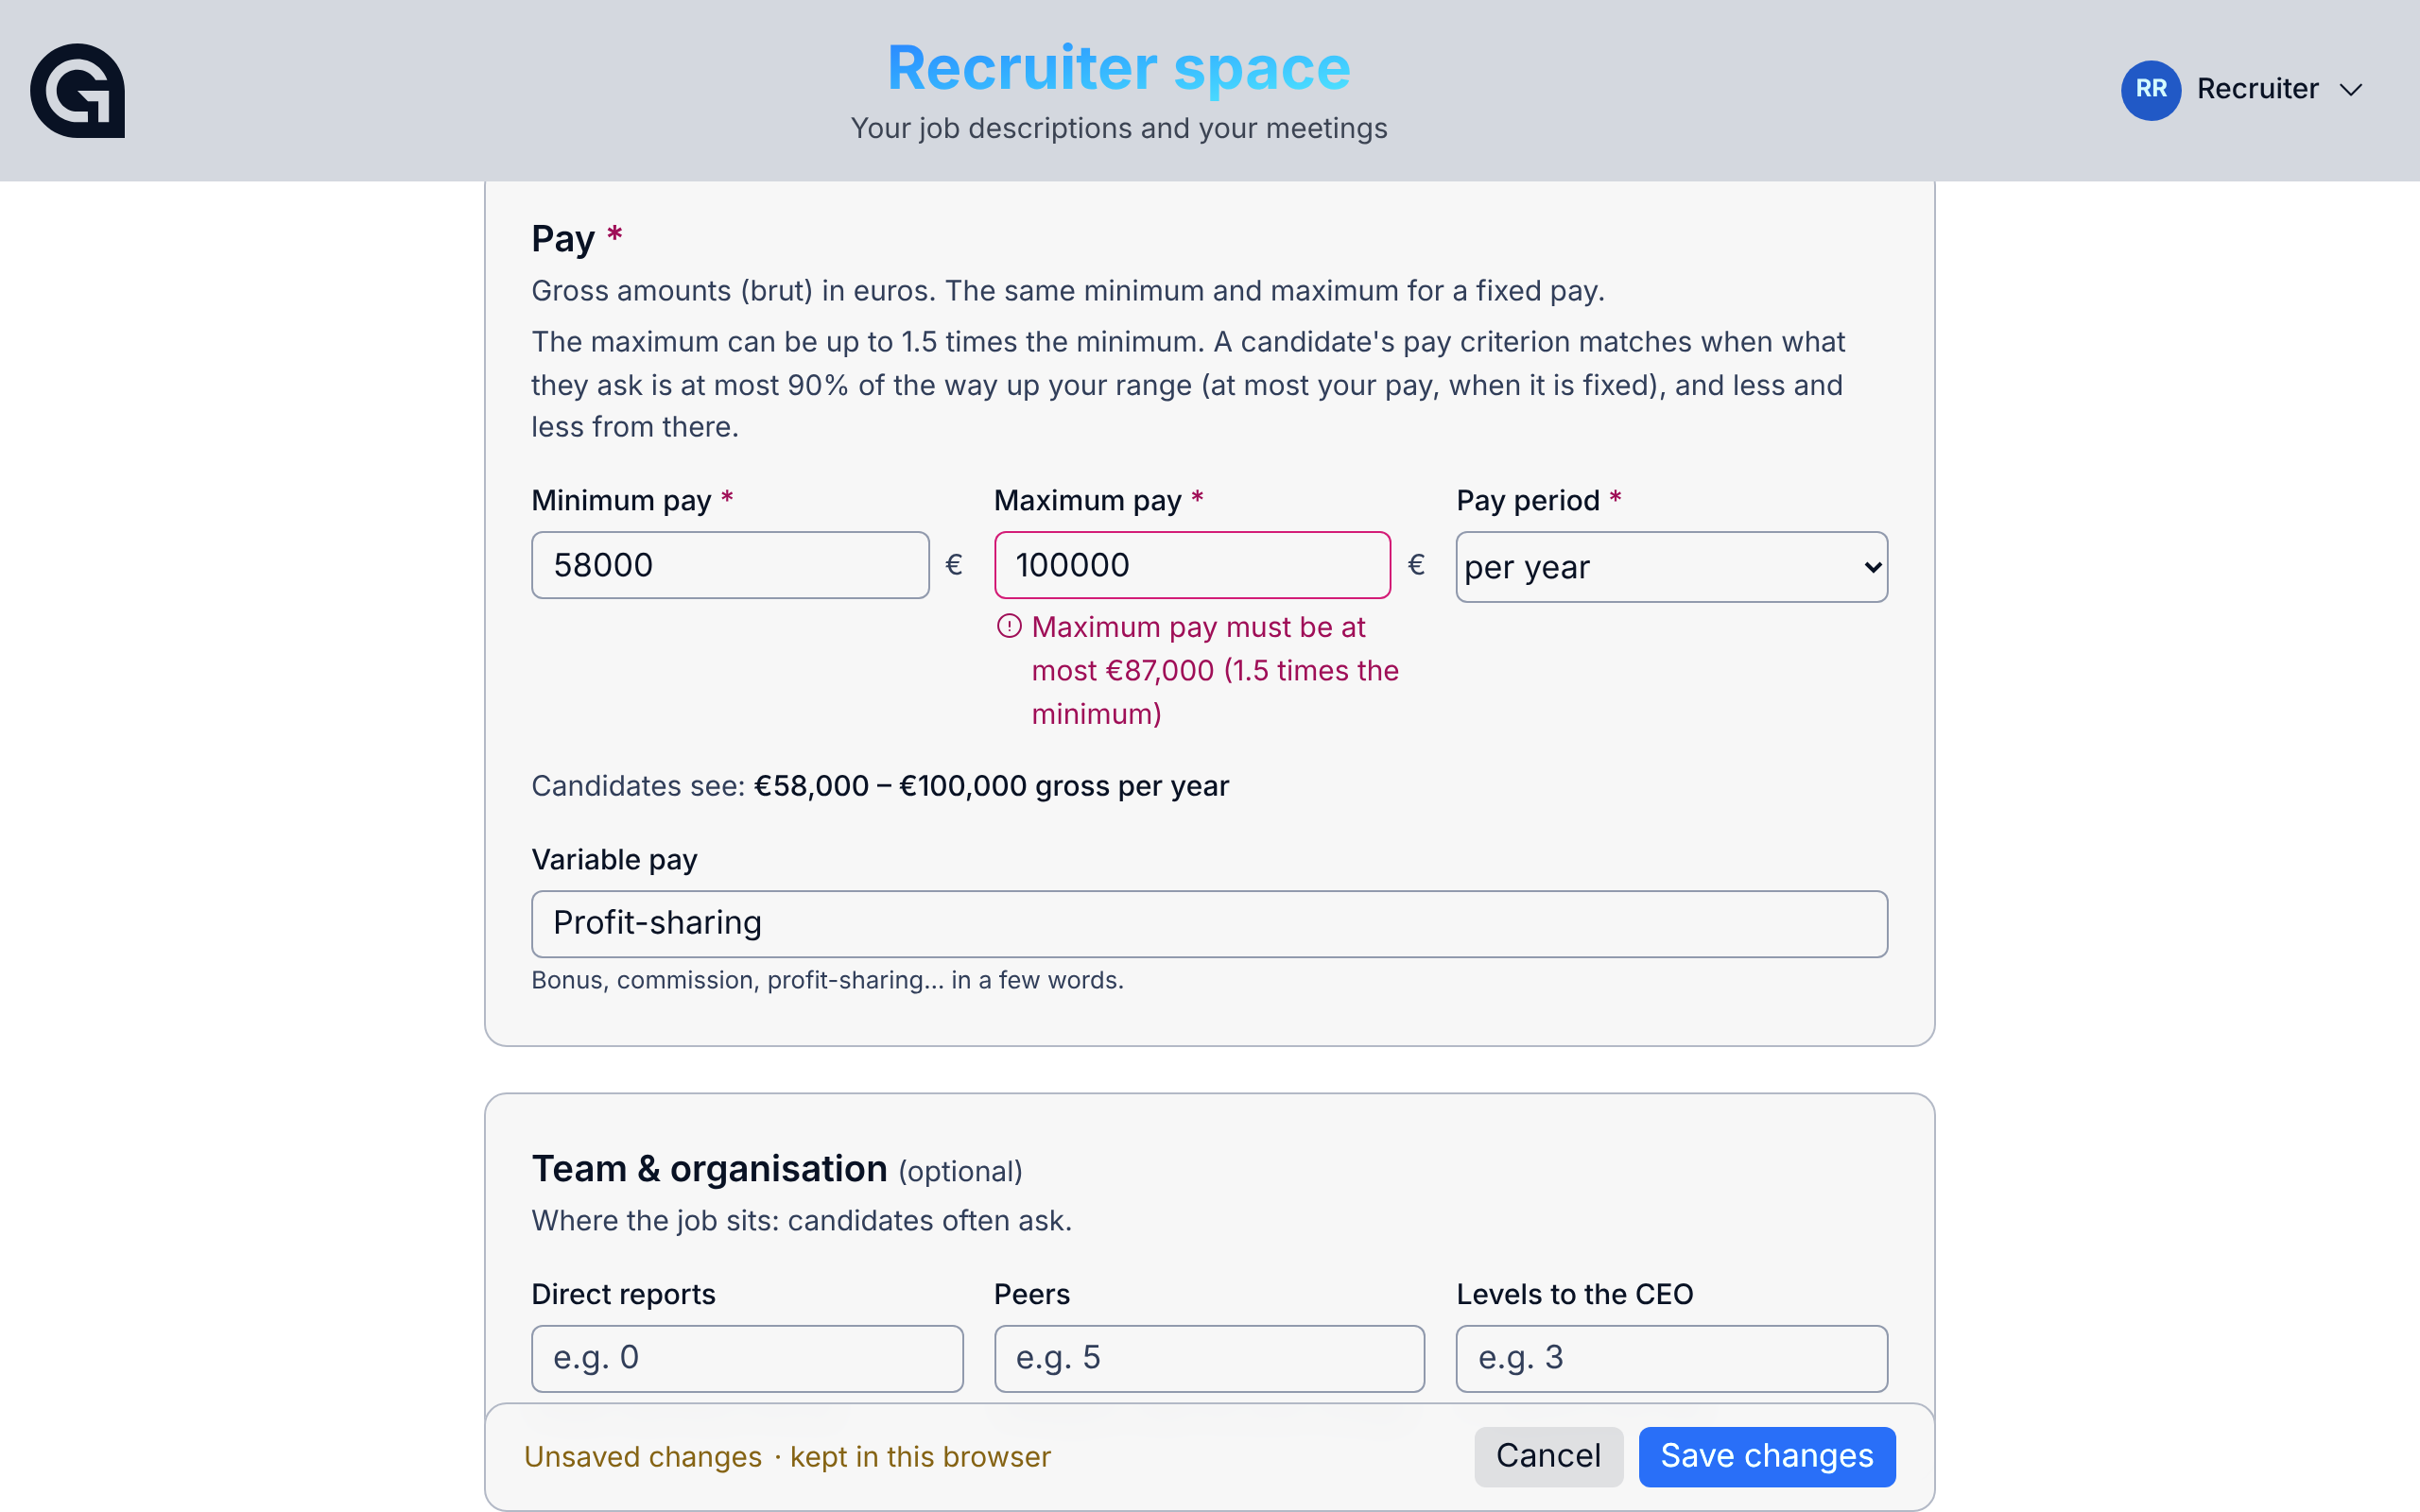 G
Recruiter space
Your job descriptions and your meetings
RR Recruiter
Pay *
Gross amounts (brut) in euros. The same minimum and maximum for a fixed pay.
The maximum can be up to 1.5 times the minimum. A candidate's pay criterion matches when what
they ask is at most 90% of the way up your range (at most your pay, when it is fixed), and less and
less from there.
Minimum pay * Maximum pay * Pay period *
58000 € 100000 € per year
Maximum pay must be at
most €87,000 (1.5 times the
minimum)
Candidates see: €58,000 – €100,000 gross per year
Variable pay
Profit-sharing
Bonus, commission, profit-sharing... in a few words.
Team & organisation (optional)
Where the job sits: candidates often ask.
Direct reports Peers Levels to the CEO
e.g. 0 e.g. 5 e.g. 3
Unsaved changes · kept in this browser Cancel Save changes